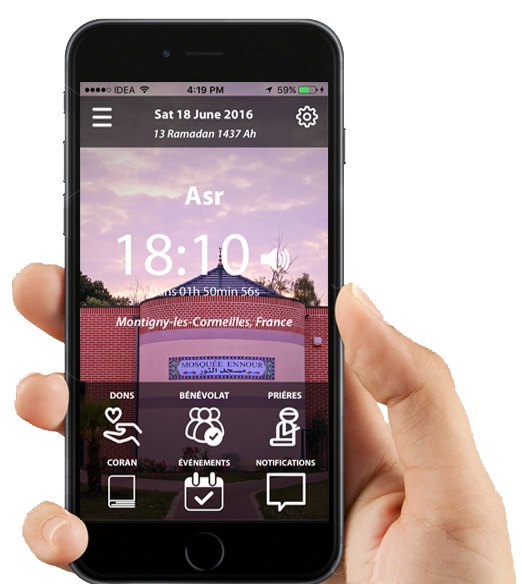 IDEA 4:19 PM 59%
Sat 18 June 2016
13 Ramadan 1437 Ah
Asr
18:10
Dans 01h 50min 56s
Montigny-les-Cormeilles, France
MOSQUÉE ENNOUR
مسجد النور
DONS BÉNÉVOLAT PRIÉRES
CORAN ÉVÉNEMENTS NOTIFICATIONS